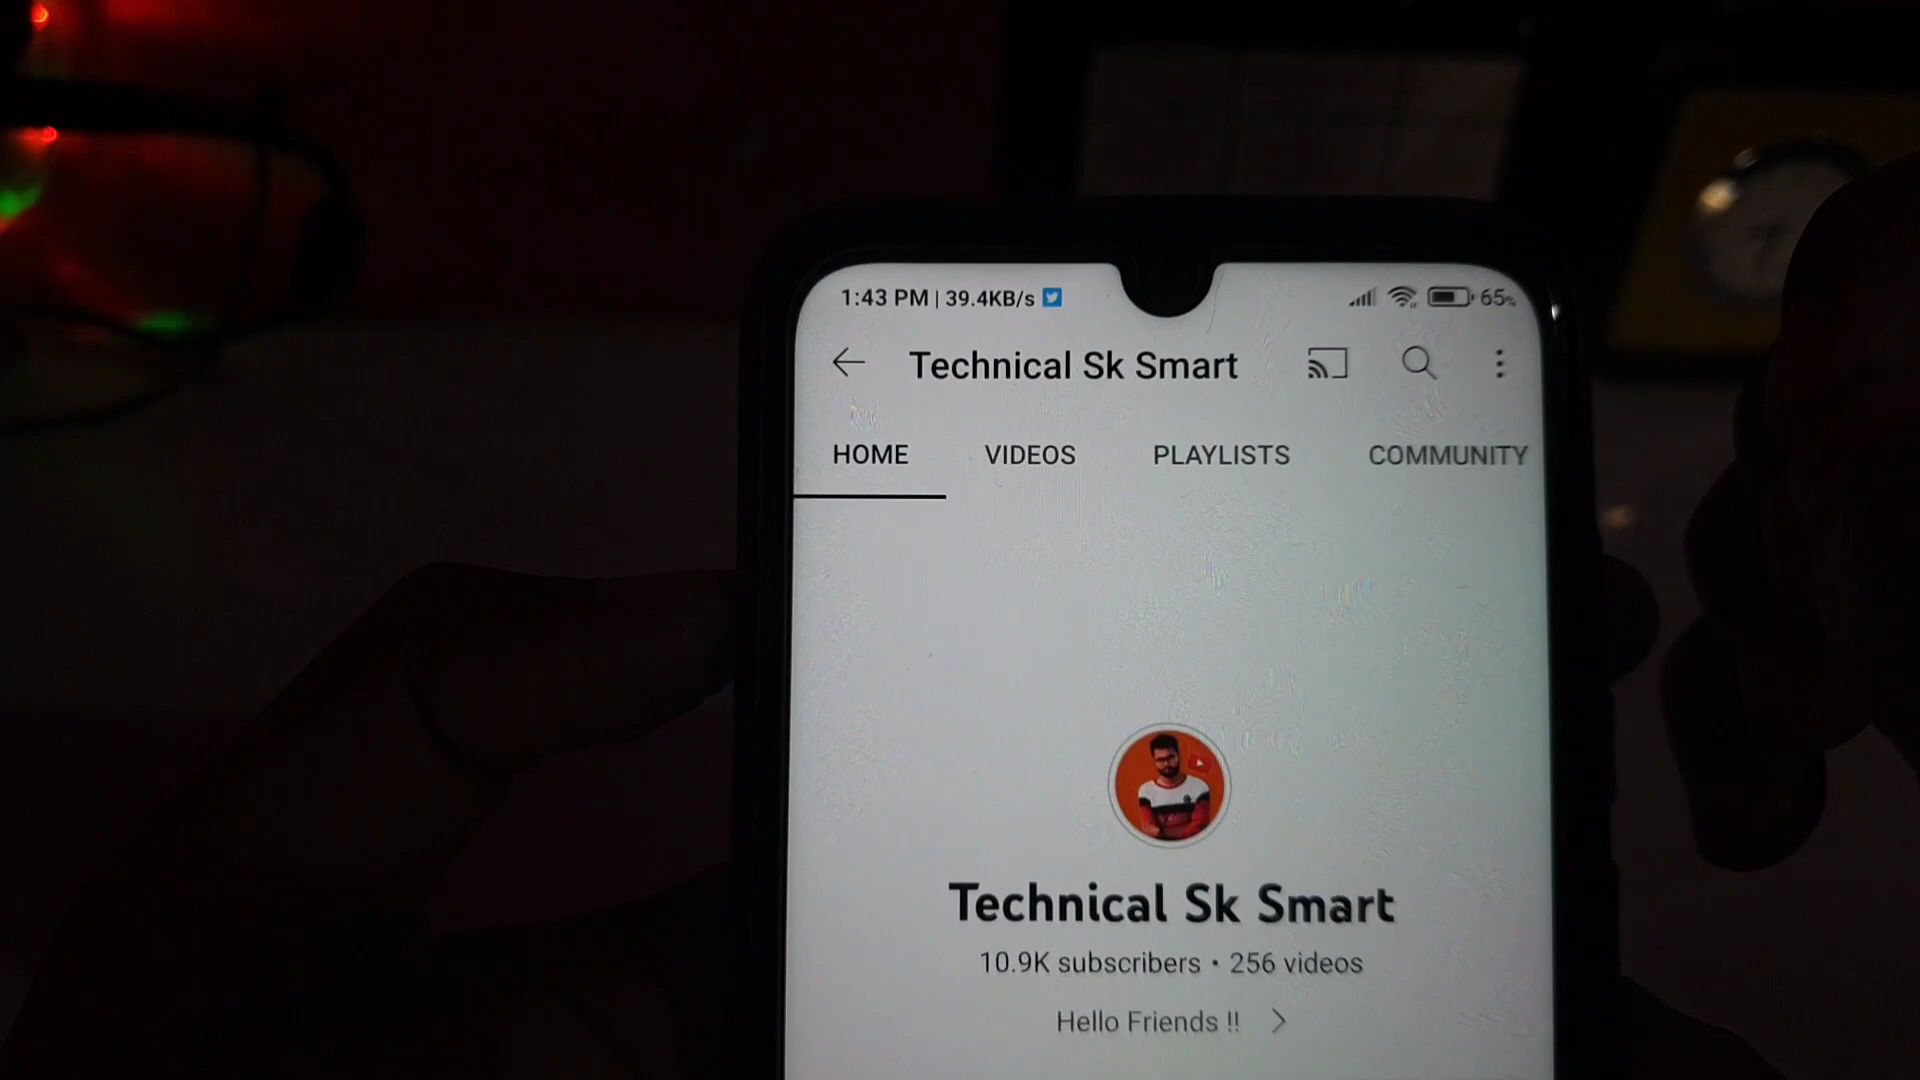 1:43 PM | 39.4KB/s 65%
Technical Sk Smart
HOME VIDEOS PLAYLISTS COMMUNITY
Technical Sk Smart
10.9K subscribers • 256 videos
Hello Friends !!